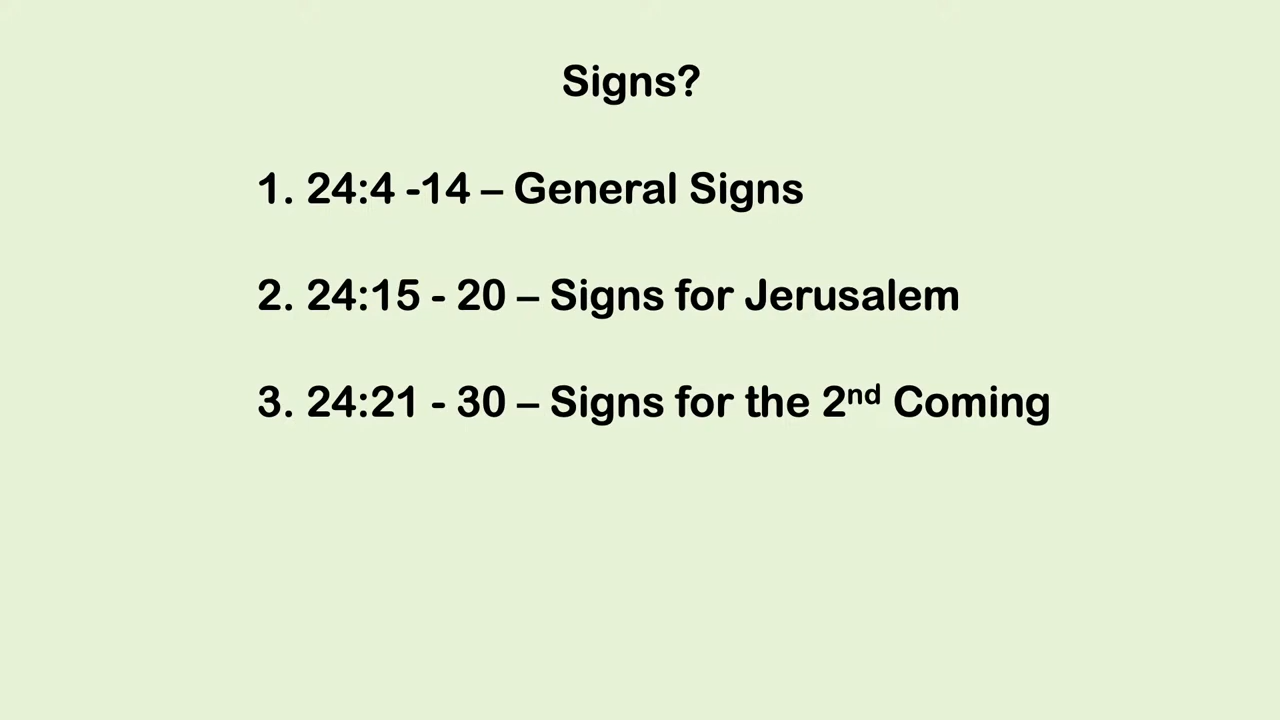 Signs?
1. 24:4 -14 – General Signs
2. 24:15 - 20 – Signs for Jerusalem
3. 24:21 - 30 – Signs for the 2nd Coming